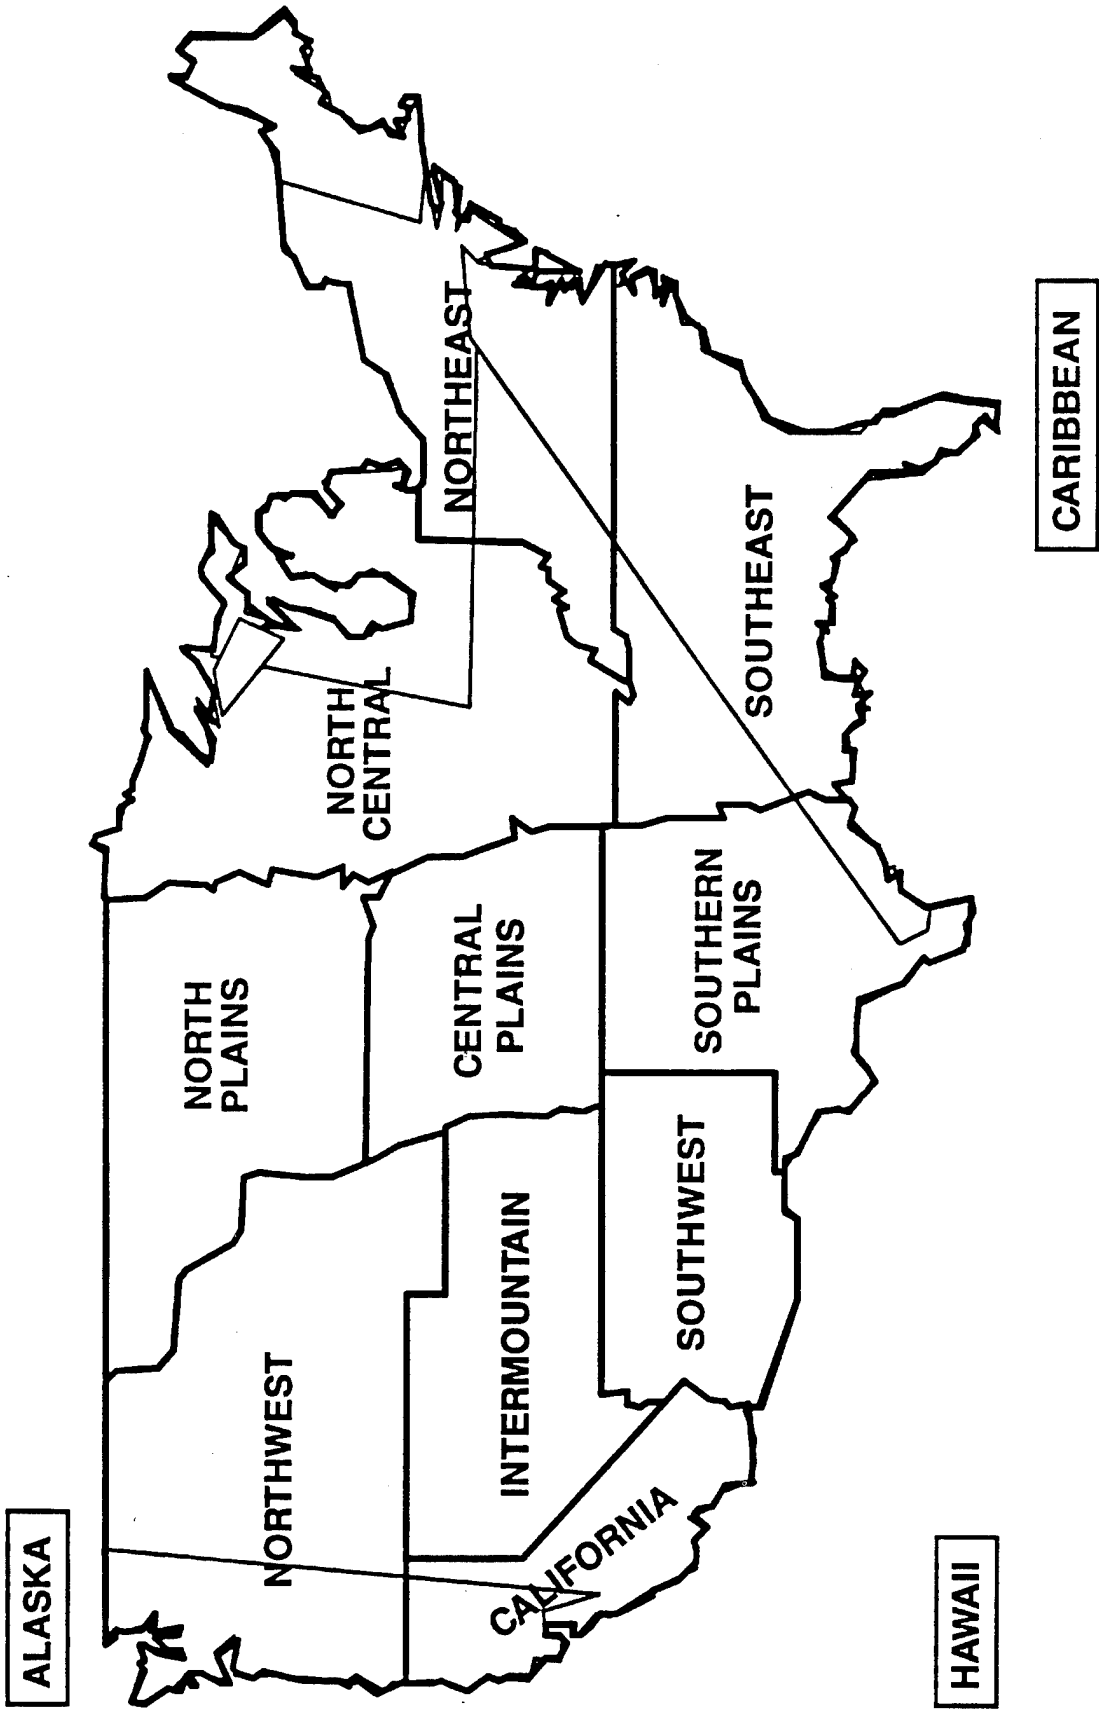 ALASKA
NORTHWEST
NORTH
PLAINS
NORTH
CENTRAL
NORTHEAST
CALIFORNIA
INTERMOUNTAIN
CENTRAL
PLAINS
SOUTHWEST
SOUTHERN
PLAINS
SOUTHEAST
HAWAII
CARIBBEAN